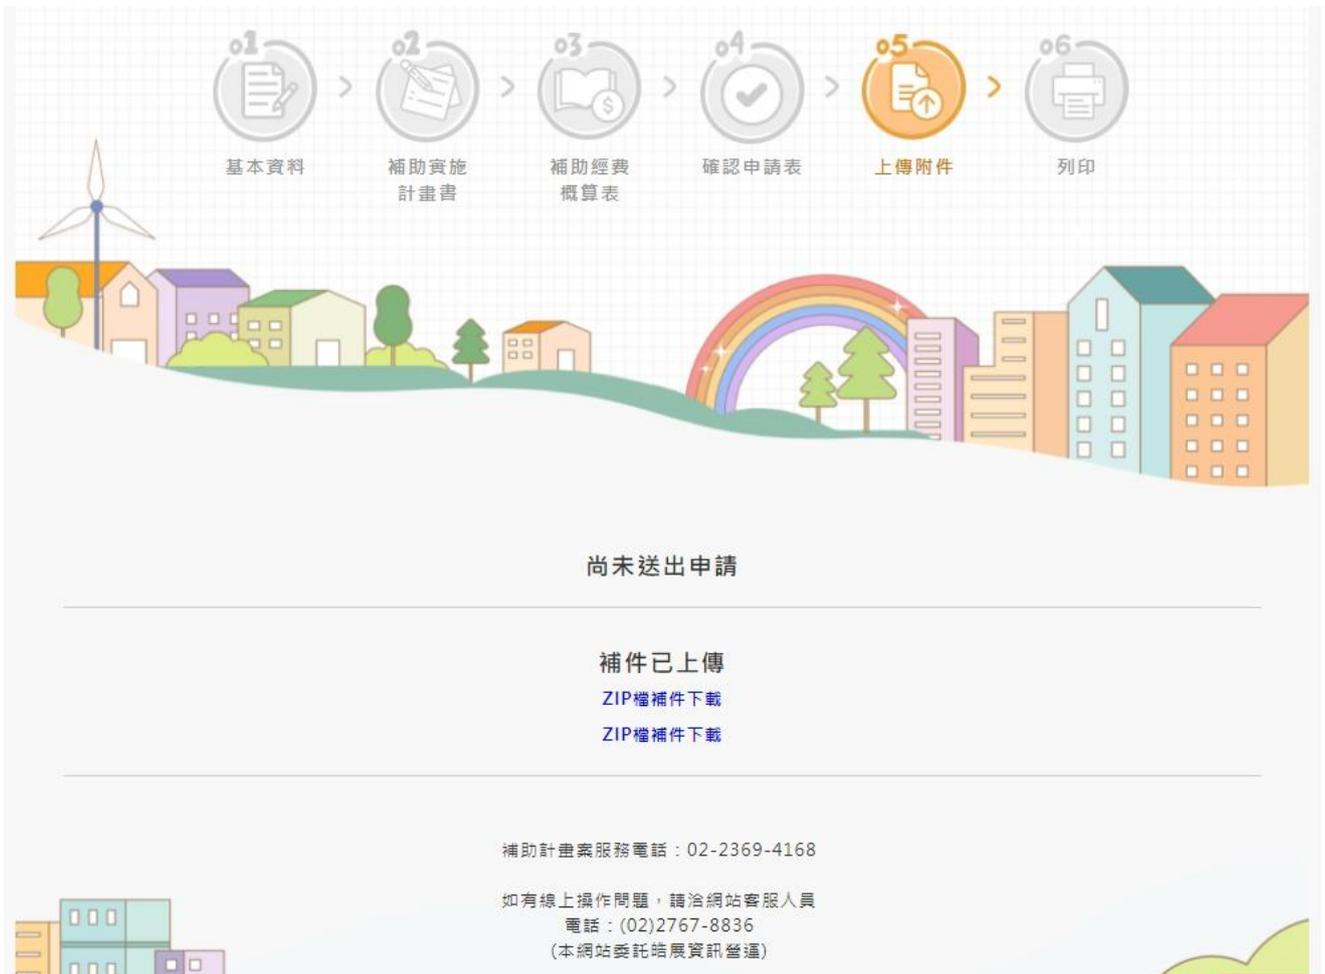 01
02
03
04
05
06
基本資料
補助實施
計畫書
補助經費
概算表
確認申請表
上傳附件
列印
尚未送出申請
補件已上傳
ZIP檔補件下載
ZIP檔補件下載
補助計畫案服務電話：02-2369-4168
如有線上操作問題，請洽網站客服人員
電話：(02)2767-8836
(本網站委託皓展資訊營運)